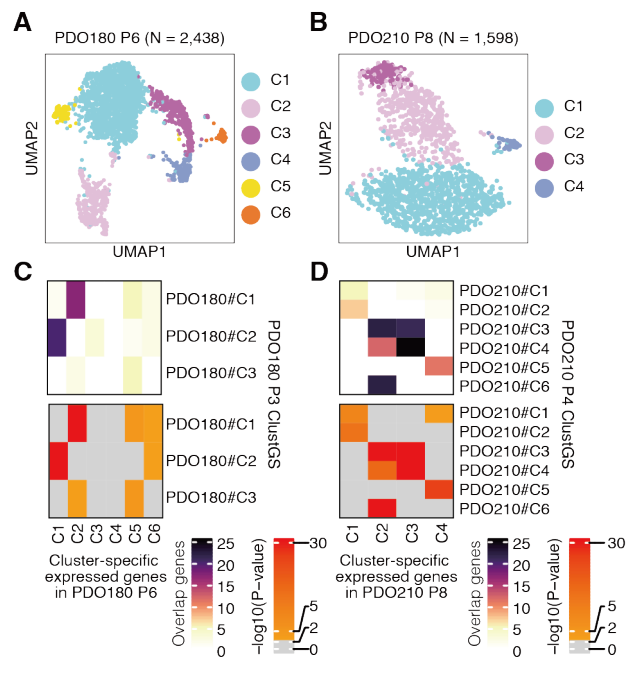 A
PDO180 P6 (N = 2,438)
UMAP2
UMAP1
C1
C2
C3
C4
C5
C6
B
PDO210 P8 (N = 1,598)
UMAP2
UMAP1
C1
C2
C3
C4
C
PDO180#C1
PDO180#C2
PDO180#C3
PDO180#C1
PDO180#C2
PDO180#C3
PDO180 P3 ClustGS
C1 C2 C3 C4 C5 C6
Cluster-specific
expressed genes
in PDO180 P6
Overlap genes
25
20
15
10
5
0
−log10(P-value)
30
5
2
0
D
PDO210#C1
PDO210#C2
PDO210#C3
PDO210#C4
PDO210#C5
PDO210#C6
PDO210#C1
PDO210#C2
PDO210#C3
PDO210#C4
PDO210#C5
PDO210#C6
PDO210 P4 ClustGS
C1 C2 C3 C4
Cluster-specific
expressed genes
in PDO210 P8
Overlap genes
25
20
15
10
5
0
−log10(P-value)
30
5
2
0